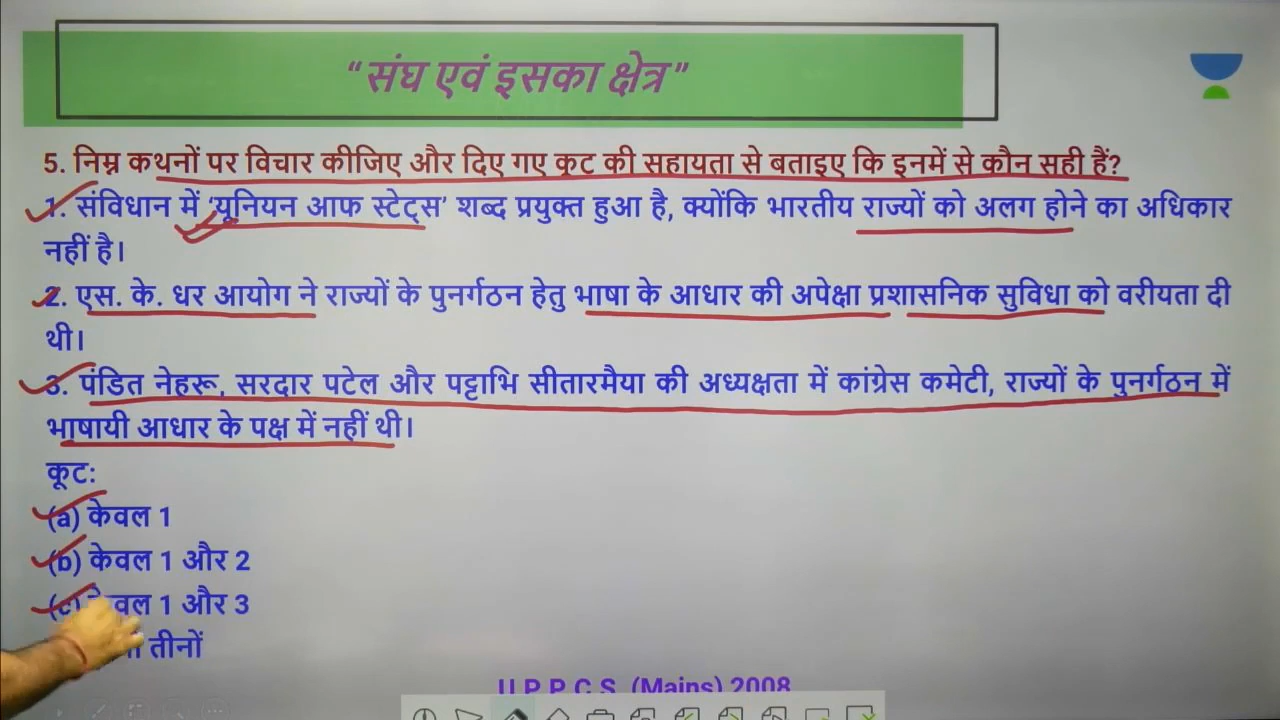 “संघ एवं इसका क्षेत्र”
5. निम्न कथनों पर विचार कीजिए और दिए गए कूट की सहायता से बताइए कि इनमें से कौन सही हैं?
1. संविधान में ‘यूनियन आफ स्टेट्स’ शब्द प्रयुक्त हुआ है, क्योंकि भारतीय राज्यों को अलग होने का अधिकार
नहीं है।
2. एस. के. धर आयोग ने राज्यों के पुनर्गठन हेतु भाषा के आधार की अपेक्षा प्रशासनिक सुविधा को वरीयता दी
थी।
3. पंडित नेहरू, सरदार पटेल और पट्टाभि सीतारमैया की अध्यक्षता में कांग्रेस कमेटी, राज्यों के पुनर्गठन में
भाषायी आधार के पक्ष में नहीं थी।
कूट:
(a) केवल 1
(b) केवल 1 और 2
(c) केवल 1 और 3
तीनों
U.P.P.C.S. (Mains) 2008